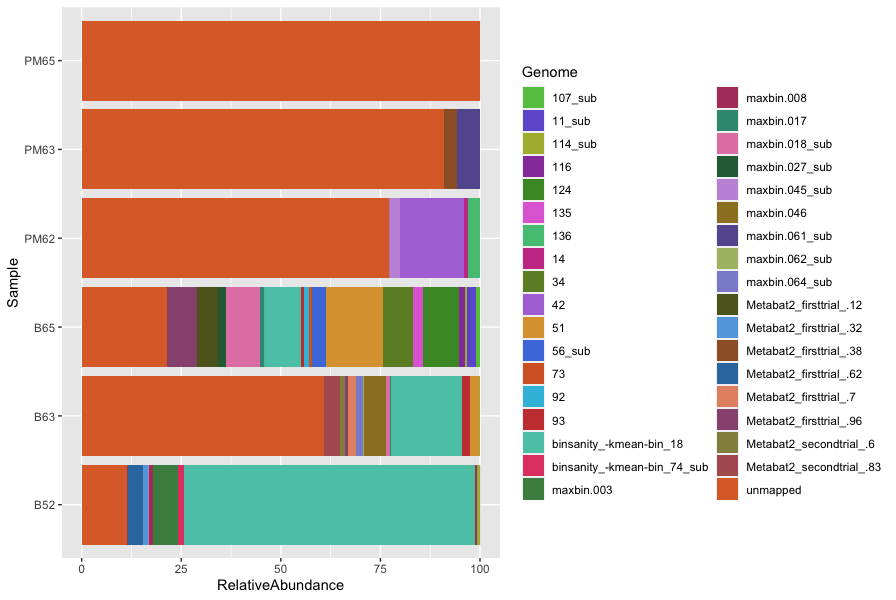 PM65
PM63
PM62
B65
B63
B52
Sample
0
25
50
75
100
RelativeAbundance
Genome
107_sub
11_sub
114_sub
116
124
135
136
14
34
42
51
56_sub
73
92
93
binsanity_-kmean-bin_18
binsanity_-kmean-bin_74_sub
maxbin.003
maxbin.008
maxbin.017
maxbin.018_sub
maxbin.027_sub
maxbin.045_sub
maxbin.046
maxbin.061_sub
maxbin.062_sub
maxbin.064_sub
Metabat2_firsttrial_.12
Metabat2_firsttrial_.32
Metabat2_firsttrial_.38
Metabat2_firsttrial_.62
Metabat2_firsttrial_.7
Metabat2_firsttrial_.96
Metabat2_secondtrial_.6
Metabat2_secondtrial_.83
unmapped